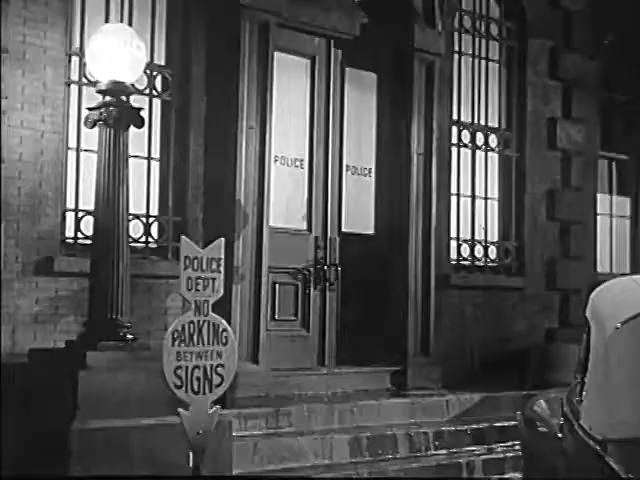 POLICE
POLICE
POLICE
DEPT.
NO
PARKING
BETWEEN
SIGNS